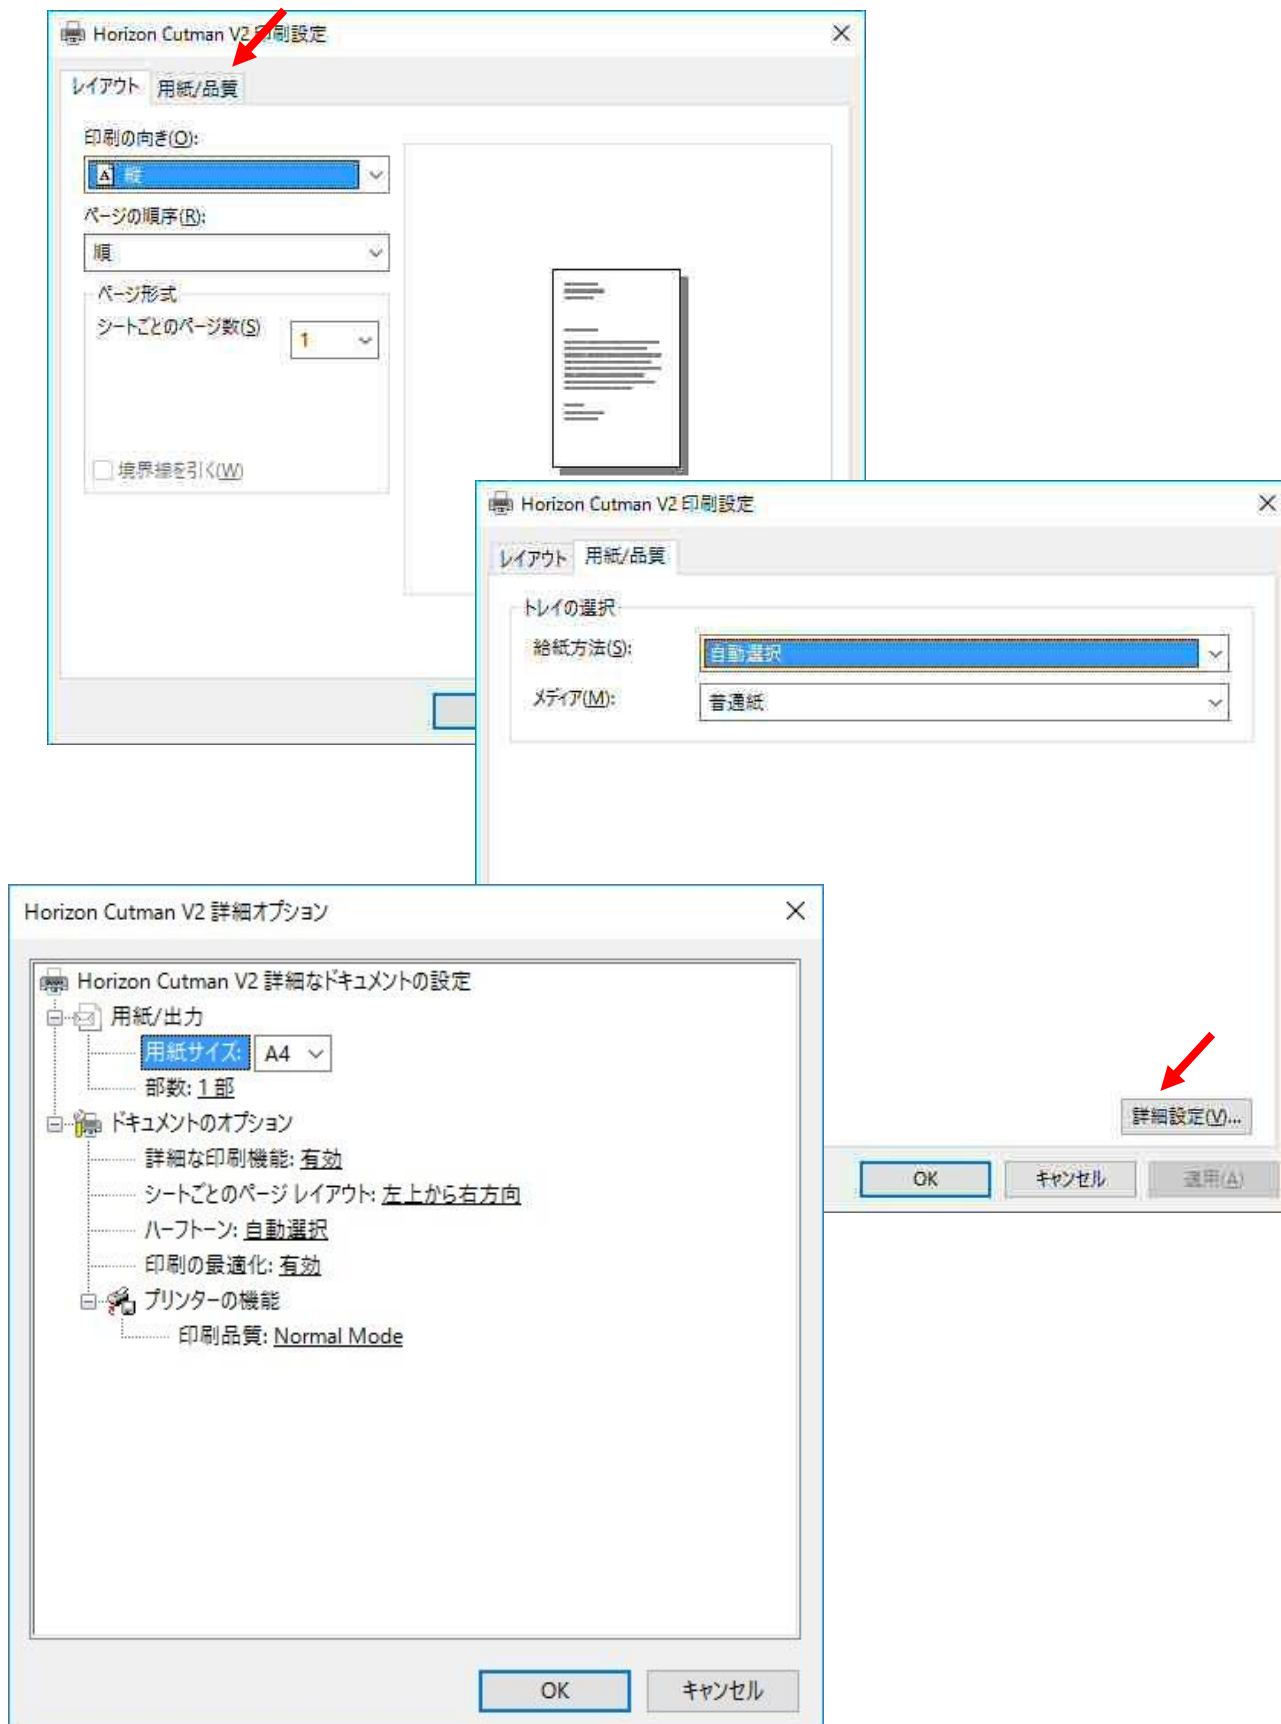 Horizon Cutman V2 印刷設定
レイアウト 用紙/品質
印刷の向き(O):
縦
ページの順序(R):
順
ページ形式
シートごとのページ数(S)
1
境界線を引く(W)
Horizon Cutman V2 印刷設定
レイアウト 用紙/品質
トレイの選択
給紙方法(S):
自動選択
メディア(M):
普通紙
詳細設定(V)...
OK キャンセル 適用(A)
Horizon Cutman V2 詳細オプション
Horizon Cutman V2 詳細なドキュメントの設定
用紙/出力
用紙サイズ: A4
部数: 1 部
ドキュメントのオプション
詳細な印刷機能: 有効
シートごとのページ レイアウト: 左上から右方向
ハーフトーン: 自動選択
印刷の最適化: 有効
プリンターの機能
印刷品質: Normal Mode
OK キャンセル